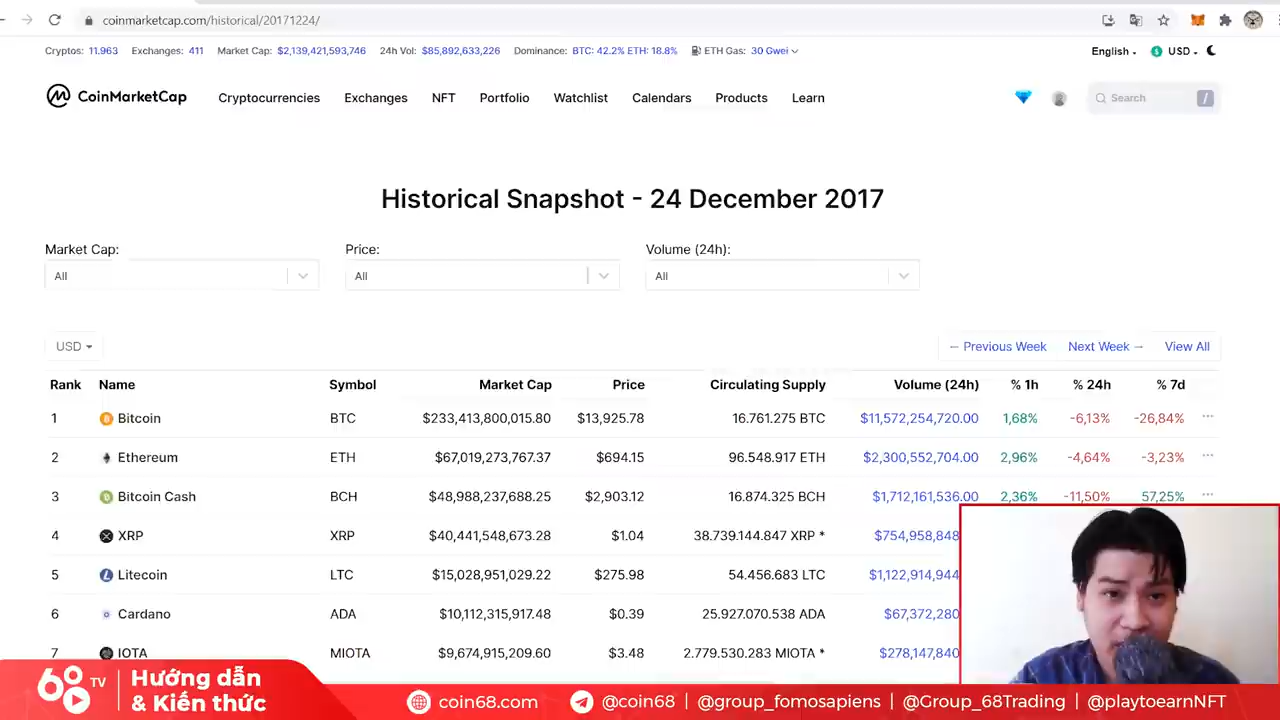 coinmarketcap.com/historical/20171224/
Cryptos: 11.963 Exchanges: 411 Market Cap: $2,139,421,593,746 24h Vol: $85,892,633,226 Dominance: BTC: 42.2% ETH: 18.8% ETH Gas: 30 Gwei English USD
CoinMarketCap Cryptocurrencies Exchanges NFT Portfolio Watchlist Calendars Products Learn Search /
Historical Snapshot - 24 December 2017
Market Cap: Price: Volume (24h):
All All All
USD ← Previous Week Next Week → View All
Rank Name Symbol Market Cap Price Circulating Supply Volume (24h) % 1h % 24h % 7d
1 Bitcoin BTC $233,413,800,015.80 $13,925.78 16.761.275 BTC $11,572,254,720.00 1,68% -6,13% -26,84%
2 Ethereum ETH $67,019,273,767.37 $694.15 96.548.917 ETH $2,300,552,704.00 2,96% -4,64% -3,23%
3 Bitcoin Cash BCH $48,988,237,688.25 $2,903.12 16.874.325 BCH $1,712,161,536.00 2,36% -11,50% 57,25%
4 XRP XRP $40,441,548,673.28 $1.04 38.739.144.847 XRP * $754,958,848
5 Litecoin LTC $15,028,951,029.22 $275.98 54.456.683 LTC $1,122,914,944
6 Cardano ADA $10,112,315,917.48 $0.39 25.927.070.538 ADA $67,372,280
7 IOTA MIOTA $9,674,915,209.60 $3.48 2.779.530.283 MIOTA * $278,147,840
68 TV Hướng dẫn
& Kiến thức
coin68.com | @coin68 | @group_fomosapiens | @Group_68Trading | @playtoearnNFT